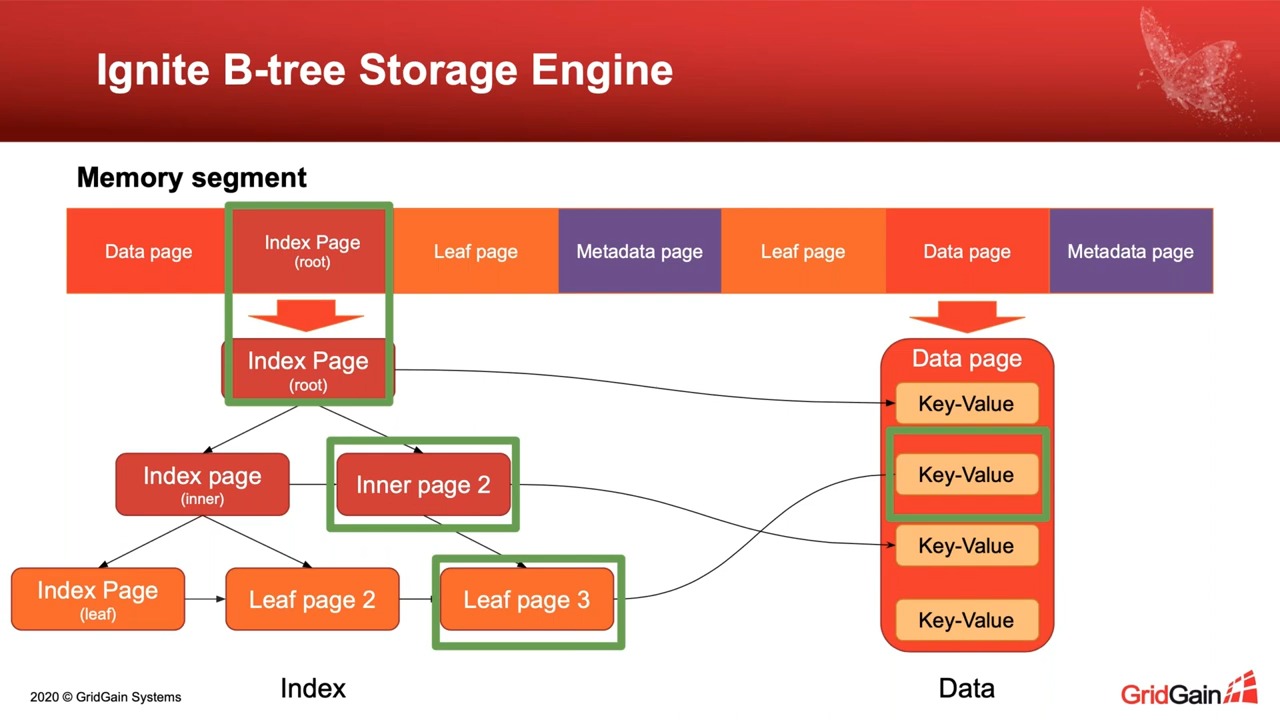 Ignite B-tree Storage Engine
Memory segment
Data page
Index Page
(root)
Leaf page
Metadata page
Leaf page
Data page
Metadata page
Index Page
(root)
Data page
Key-Value
Index page
(inner)
Inner page 2
Key-Value
Key-Value
Index Page
(leaf)
Leaf page 2
Leaf page 3
Key-Value
Index
Data
2020 © GridGain Systems
GridGain